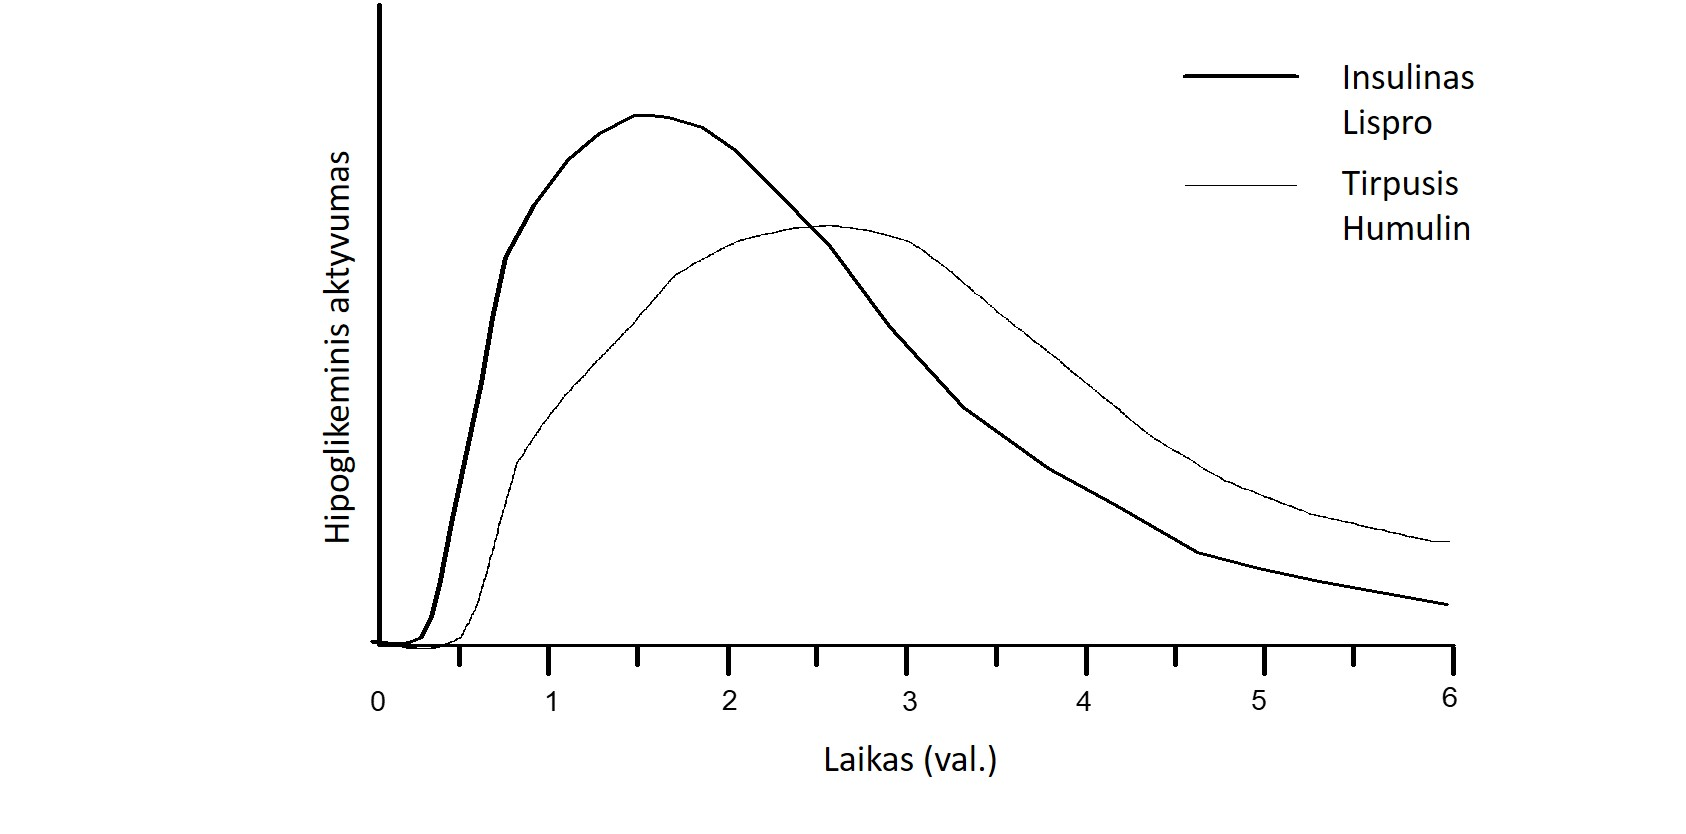 Insulinas
Lispro
Tirpusis
Humulin
Hipoglikeminis aktyvumas
0 1 2 3 4 5 6
Laikas (val.)